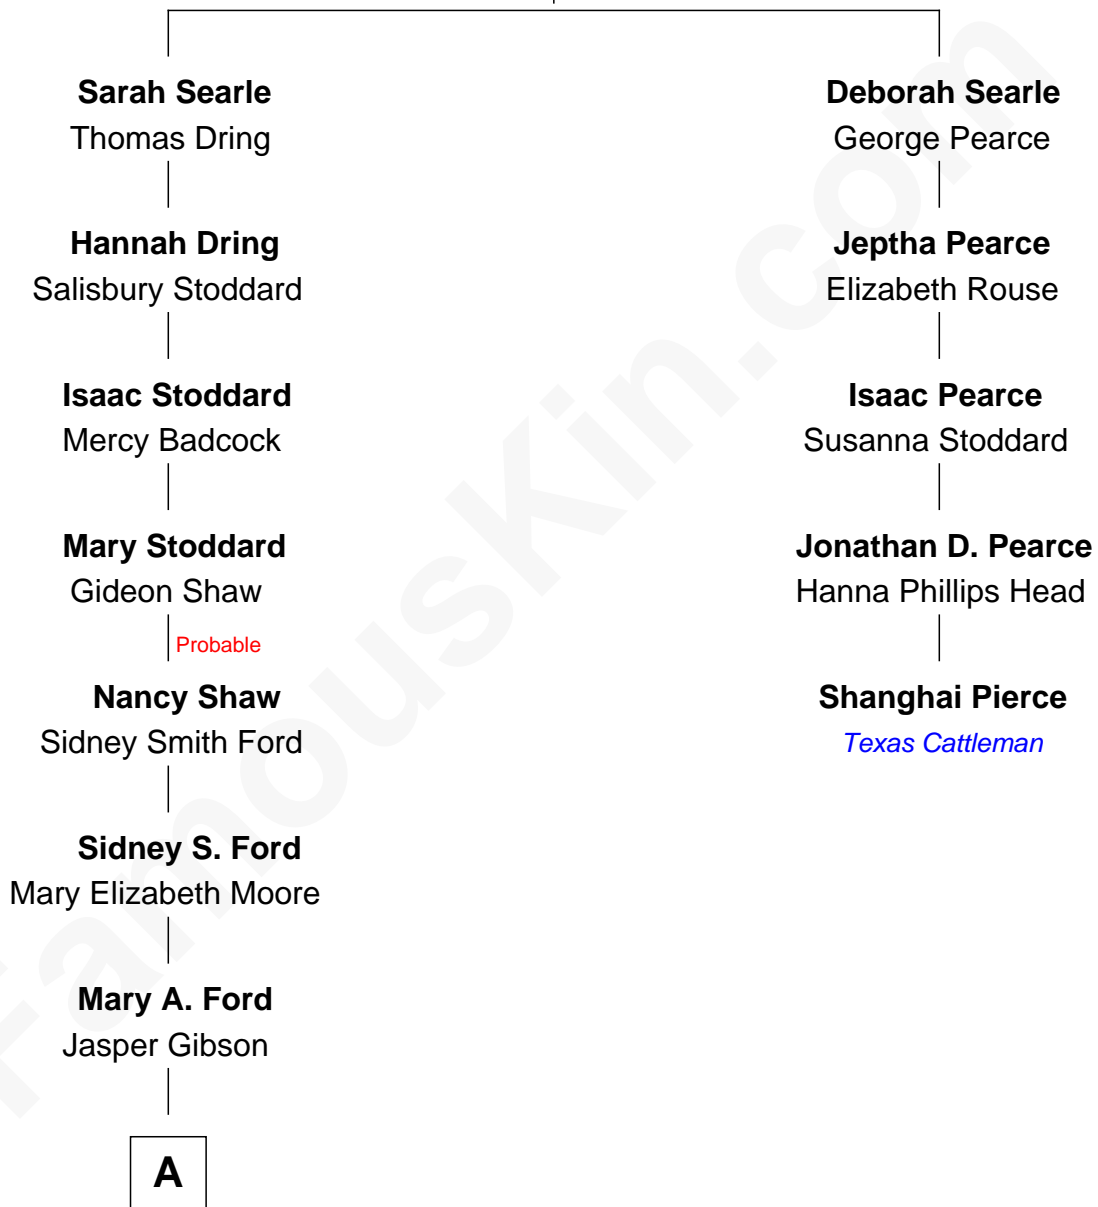 Sarah Searle
Thomas Dring
Deborah Searle
George Pearce
Hannah Dring
Salisbury Stoddard
Jeptha Pearce
Elizabeth Rouse
Isaac Stoddard
Mercy Badcock
Isaac Pearce
Susanna Stoddard
Mary Stoddard
Gideon Shaw
Jonathan D. Pearce
Hanna Phillips Head
Probable
Nancy Shaw
Sidney Smith Ford
Shanghai Pierce
Texas Cattleman
Sidney S. Ford
Mary Elizabeth Moore
Mary A. Ford
Jasper Gibson
A
FamousKin.com